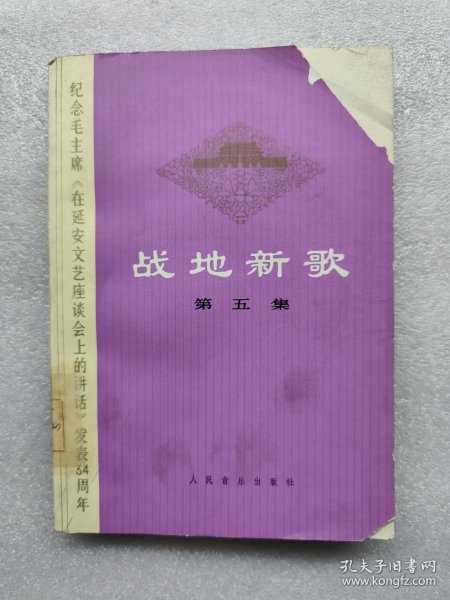 纪念毛主席《在延安文艺座谈会上的讲话》发表34周年
战地新歌
第五集
人民音乐出版社
孔夫子旧书网
www.kongfz.com